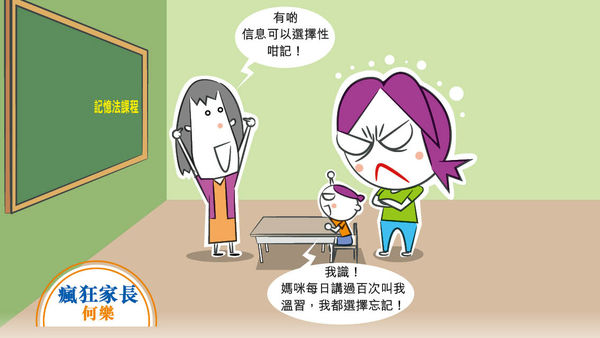 有啲
信息可以選擇性
咁記！
記憶法課程
我識！
媽咪每日講過百次叫我
溫習，我都選擇忘記！
瘋狂家長
何樂